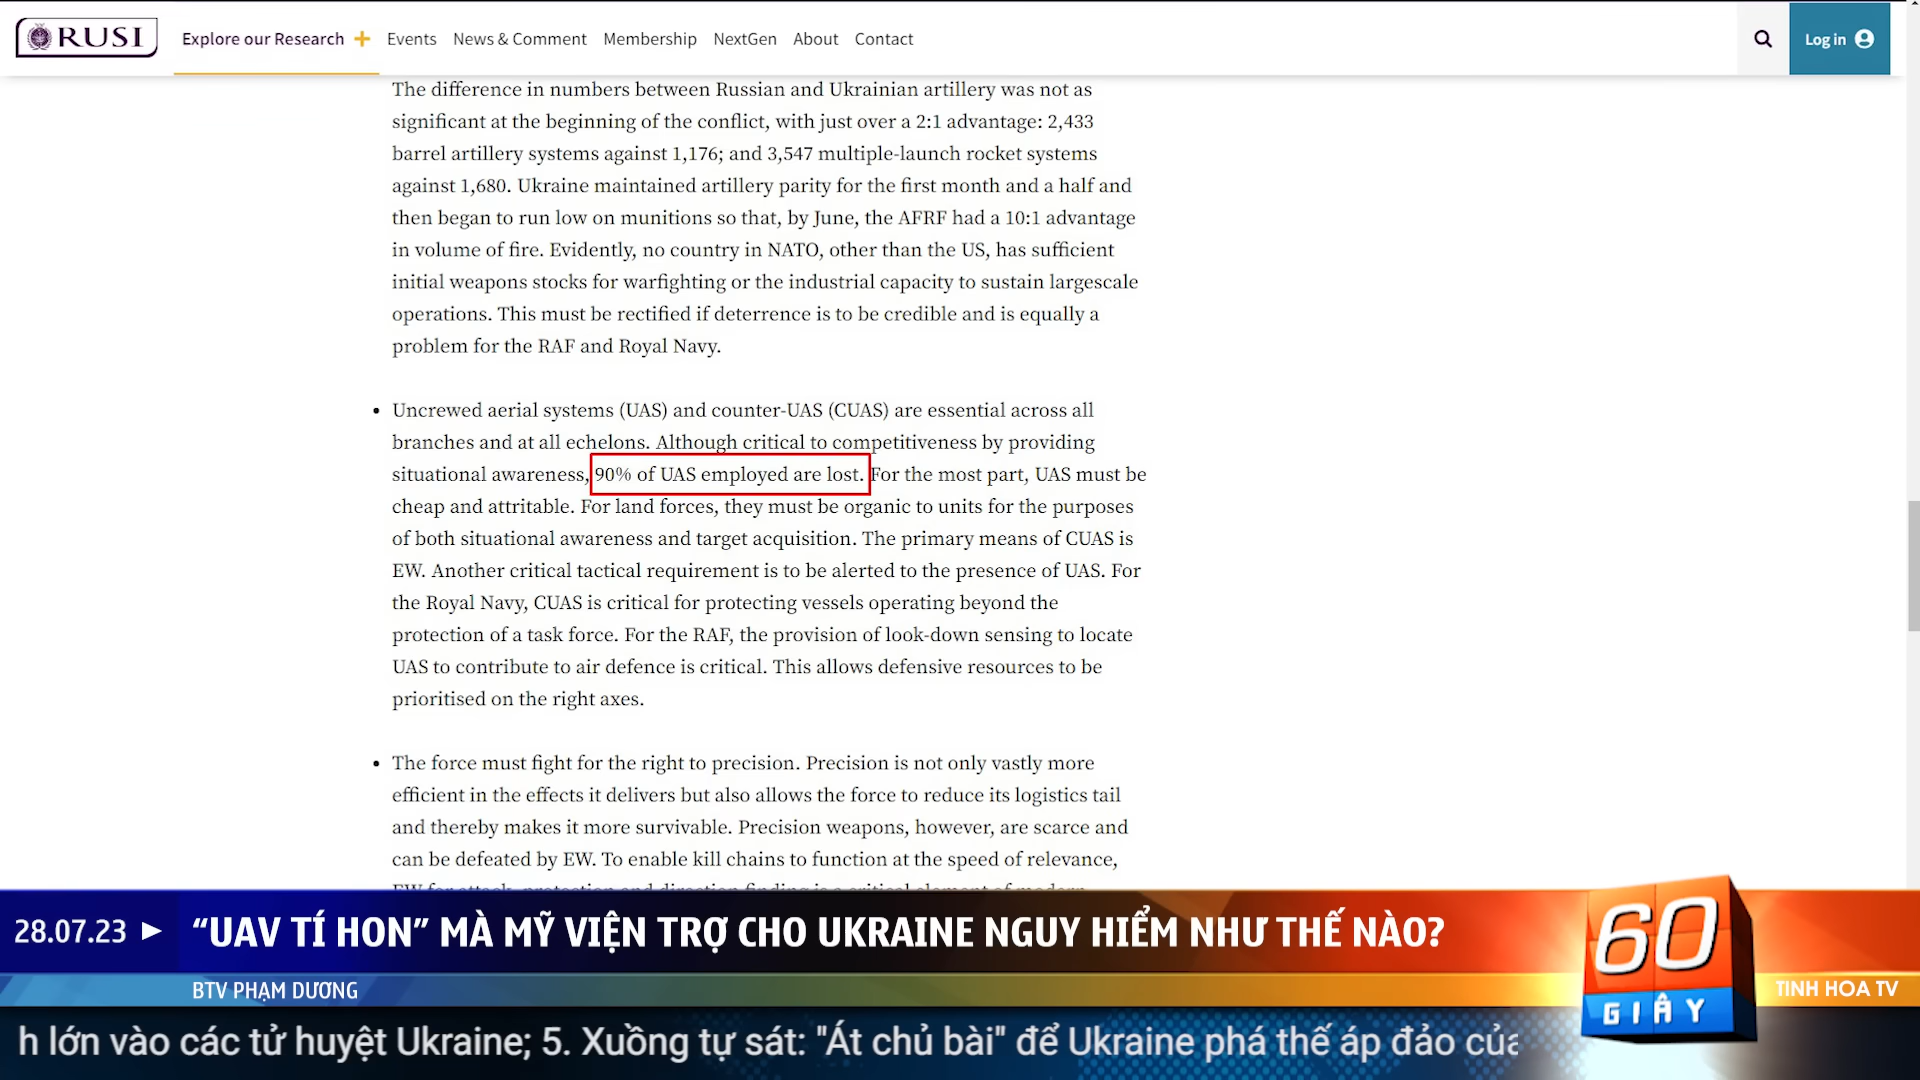 RUSI
Explore our Research + Events News & Comment Membership NextGen About Contact
Log in
The difference in numbers between Russian and Ukrainian artillery was not as
significant at the beginning of the conflict, with just over a 2:1 advantage: 2,433
barrel artillery systems against 1,176; and 3,547 multiple-launch rocket systems
against 1,680. Ukraine maintained artillery parity for the first month and a half and
then began to run low on munitions so that, by June, the AFRF had a 10:1 advantage
in volume of fire. Evidently, no country in NATO, other than the US, has sufficient
initial weapons stocks for warfighting or the industrial capacity to sustain largescale
operations. This must be rectified if deterrence is to be credible and is equally a
problem for the RAF and Royal Navy.
• Uncrewed aerial systems (UAS) and counter-UAS (CUAS) are essential across all
branches and at all echelons. Although critical to competitiveness by providing
situational awareness, 90% of UAS employed are lost. For the most part, UAS must be
cheap and attritable. For land forces, they must be organic to units for the purposes
of both situational awareness and target acquisition. The primary means of CUAS is
EW. Another critical tactical requirement is to be alerted to the presence of UAS. For
the Royal Navy, CUAS is critical for protecting vessels operating beyond the
protection of a task force. For the RAF, the provision of look-down sensing to locate
UAS to contribute to air defence is critical. This allows defensive resources to be
prioritised on the right axes.
• The force must fight for the right to precision. Precision is not only vastly more
efficient in the effects it delivers but also allows the force to reduce its logistics tail
and thereby makes it more survivable. Precision weapons, however, are scarce and
can be defeated by EW. To enable kill chains to function at the speed of relevance,
28.07.23 ► “UAV TÍ HON” MÀ MỸ VIỆN TRỢ CHO UKRAINE NGUY HIỂM NHƯ THẾ NÀO?
BTV PHẠM DƯƠNG
60
GIÂY
TINH HOA TV
h lớn vào các tử huyệt Ukraine; 5. Xuồng tự sát: "Át chủ bài" để Ukraine phá thế áp đảo của